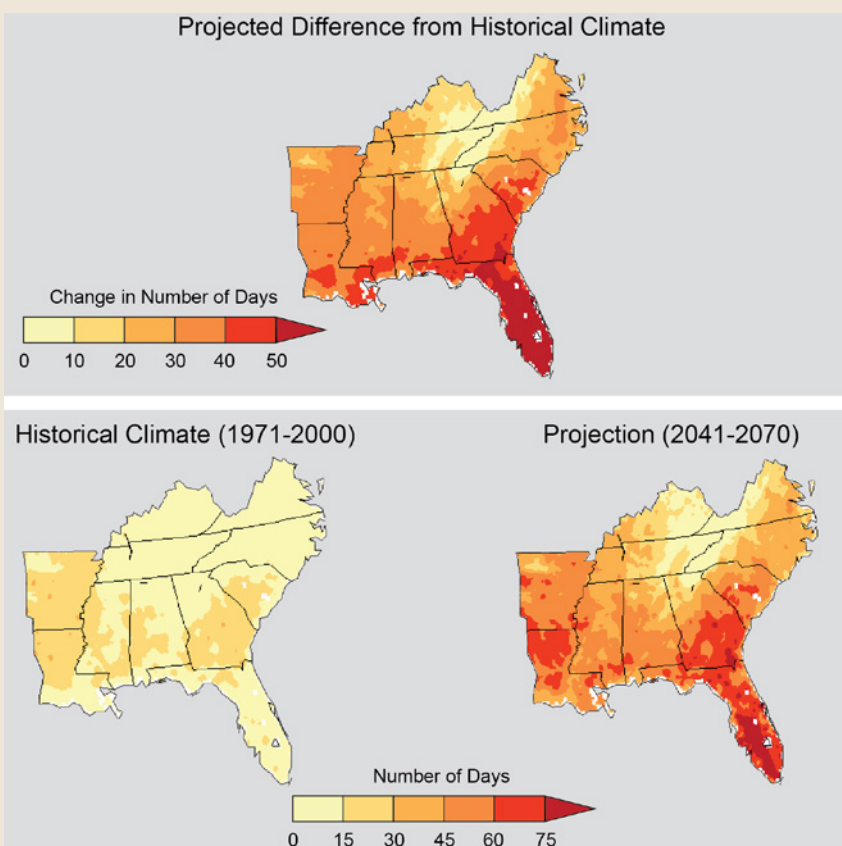 Projected Difference from Historical Climate
Change in Number of Days
0 10 20 30 40 50
Historical Climate (1971-2000)
Projection (2041-2070)
Number of Days
0 15 30 45 60 75